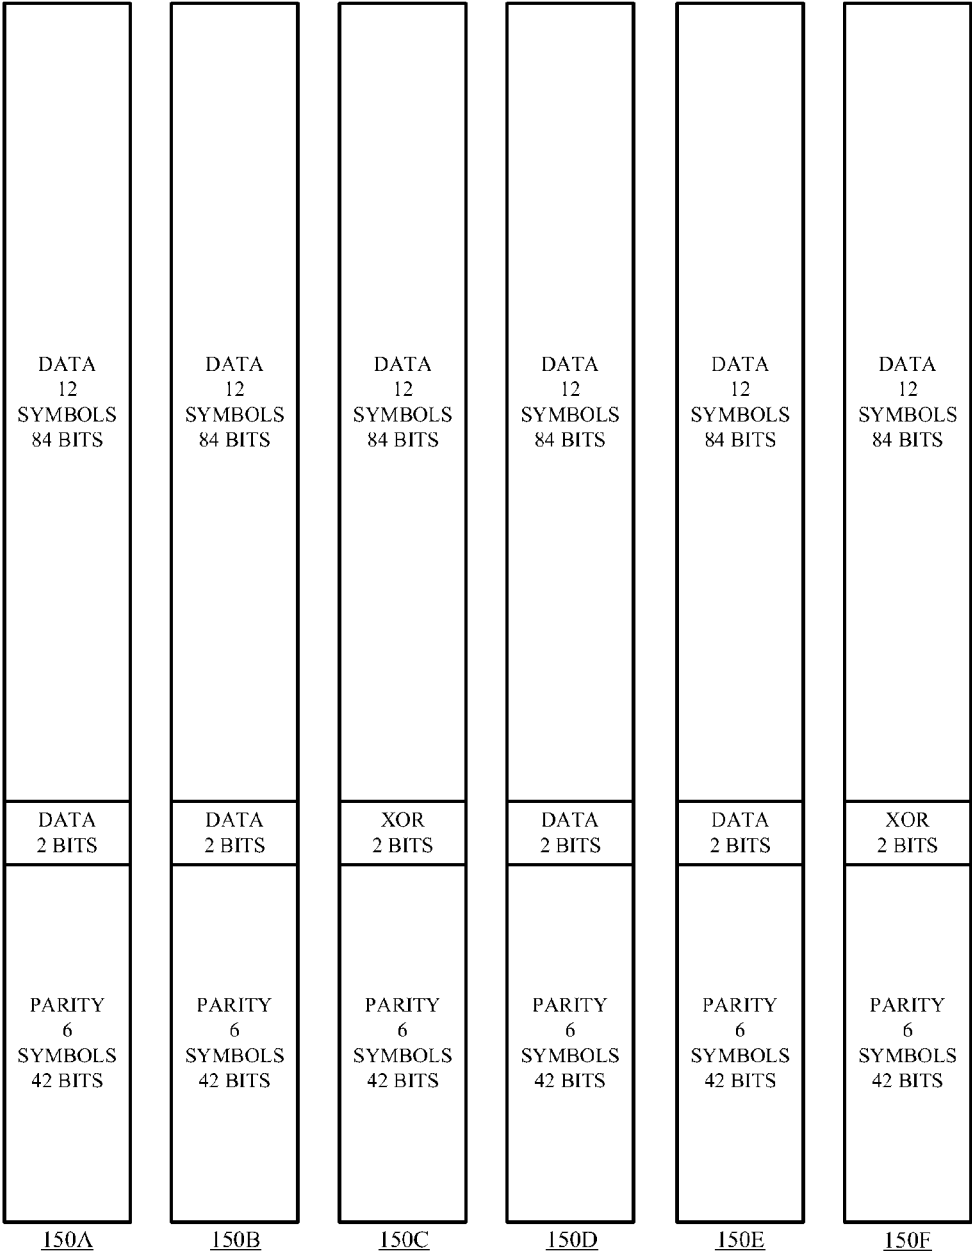 DATA
12
SYMBOLS
84 BITS
DATA
2 BITS
PARITY
6
SYMBOLS
42 BITS
150A
DATA
12
SYMBOLS
84 BITS
DATA
2 BITS
PARITY
6
SYMBOLS
42 BITS
150B
DATA
12
SYMBOLS
84 BITS
XOR
2 BITS
PARITY
6
SYMBOLS
42 BITS
150C
DATA
12
SYMBOLS
84 BITS
DATA
2 BITS
PARITY
6
SYMBOLS
42 BITS
150D
DATA
12
SYMBOLS
84 BITS
DATA
2 BITS
PARITY
6
SYMBOLS
42 BITS
150E
DATA
12
SYMBOLS
84 BITS
XOR
2 BITS
PARITY
6
SYMBOLS
42 BITS
150F